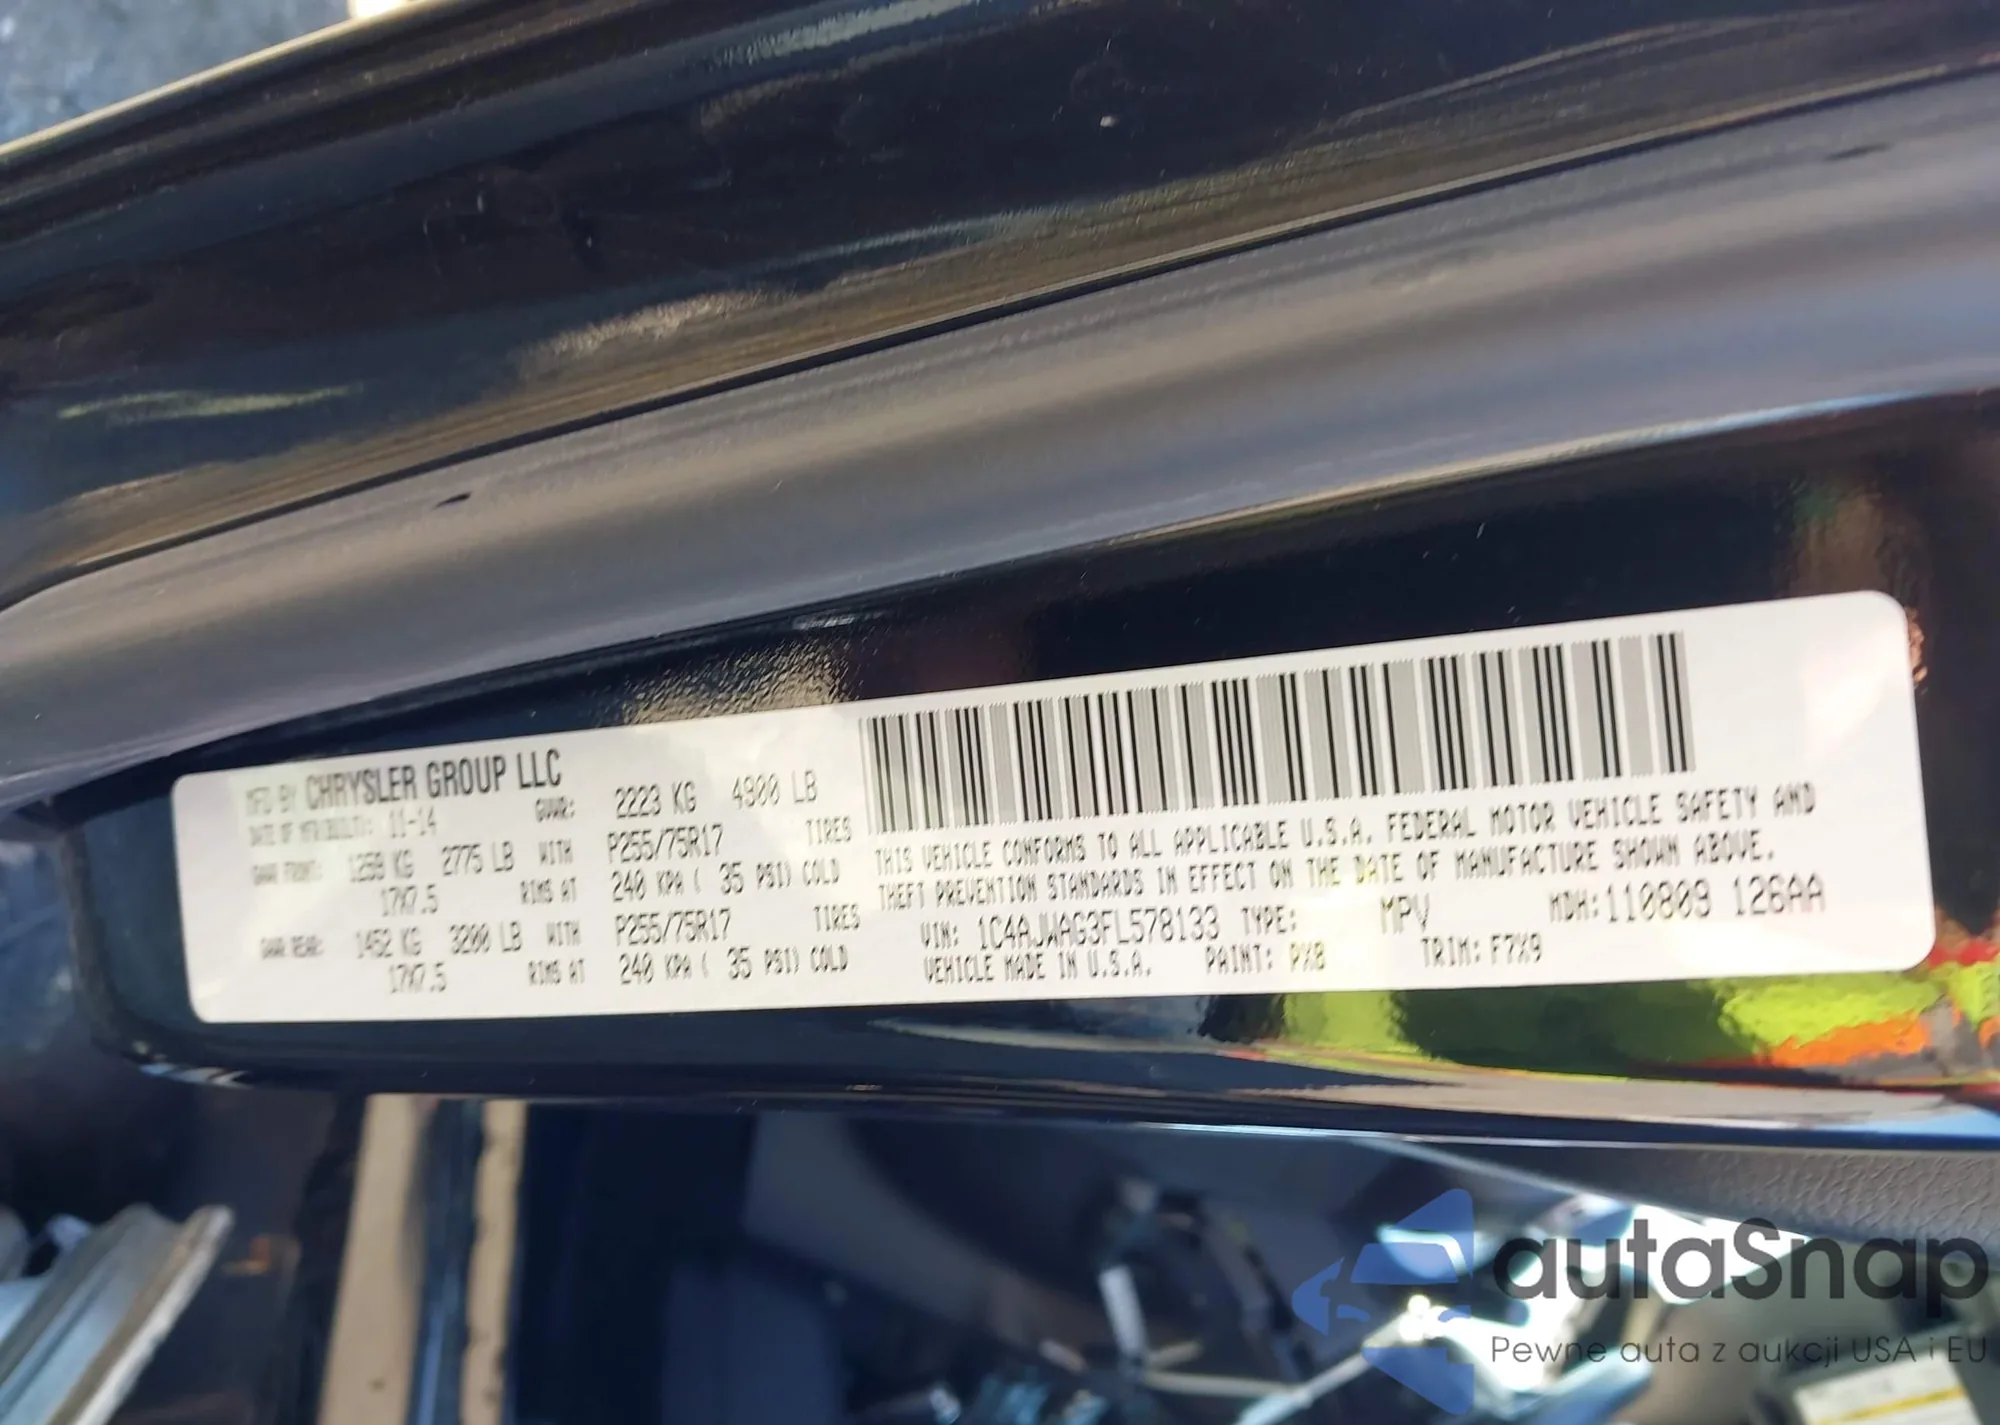 MFD BY CHRYSLER GROUP LLC
DATE OF MFR (BUILT): 11-14 GVWR: 2223 KG 4900 LB
GAWR FRONT: 1259 KG 2775 LB WITH P255/75R17 TIRES
17X7.5 RIMS AT 240 KPA ( 35 PSI) COLD
GAWR REAR: 1452 KG 3200 LB WITH P255/75R17 TIRES
17X7.5 RIMS AT 240 KPA ( 35 PSI) COLD
THIS VEHICLE CONFORMS TO ALL APPLICABLE U.S.A. FEDERAL MOTOR VEHICLE SAFETY AND
THEFT PREVENTION STANDARDS IN EFFECT ON THE DATE OF MANUFACTURE SHOWN ABOVE.
VIN: 1C4AJWAG3FL578133 TYPE: MPV MDH: 110809 126AA
VEHICLE MADE IN U.S.A. PAINT: PX8 TRIM: F7X9
autaSnap
Pewne auta z aukcji USA i EU